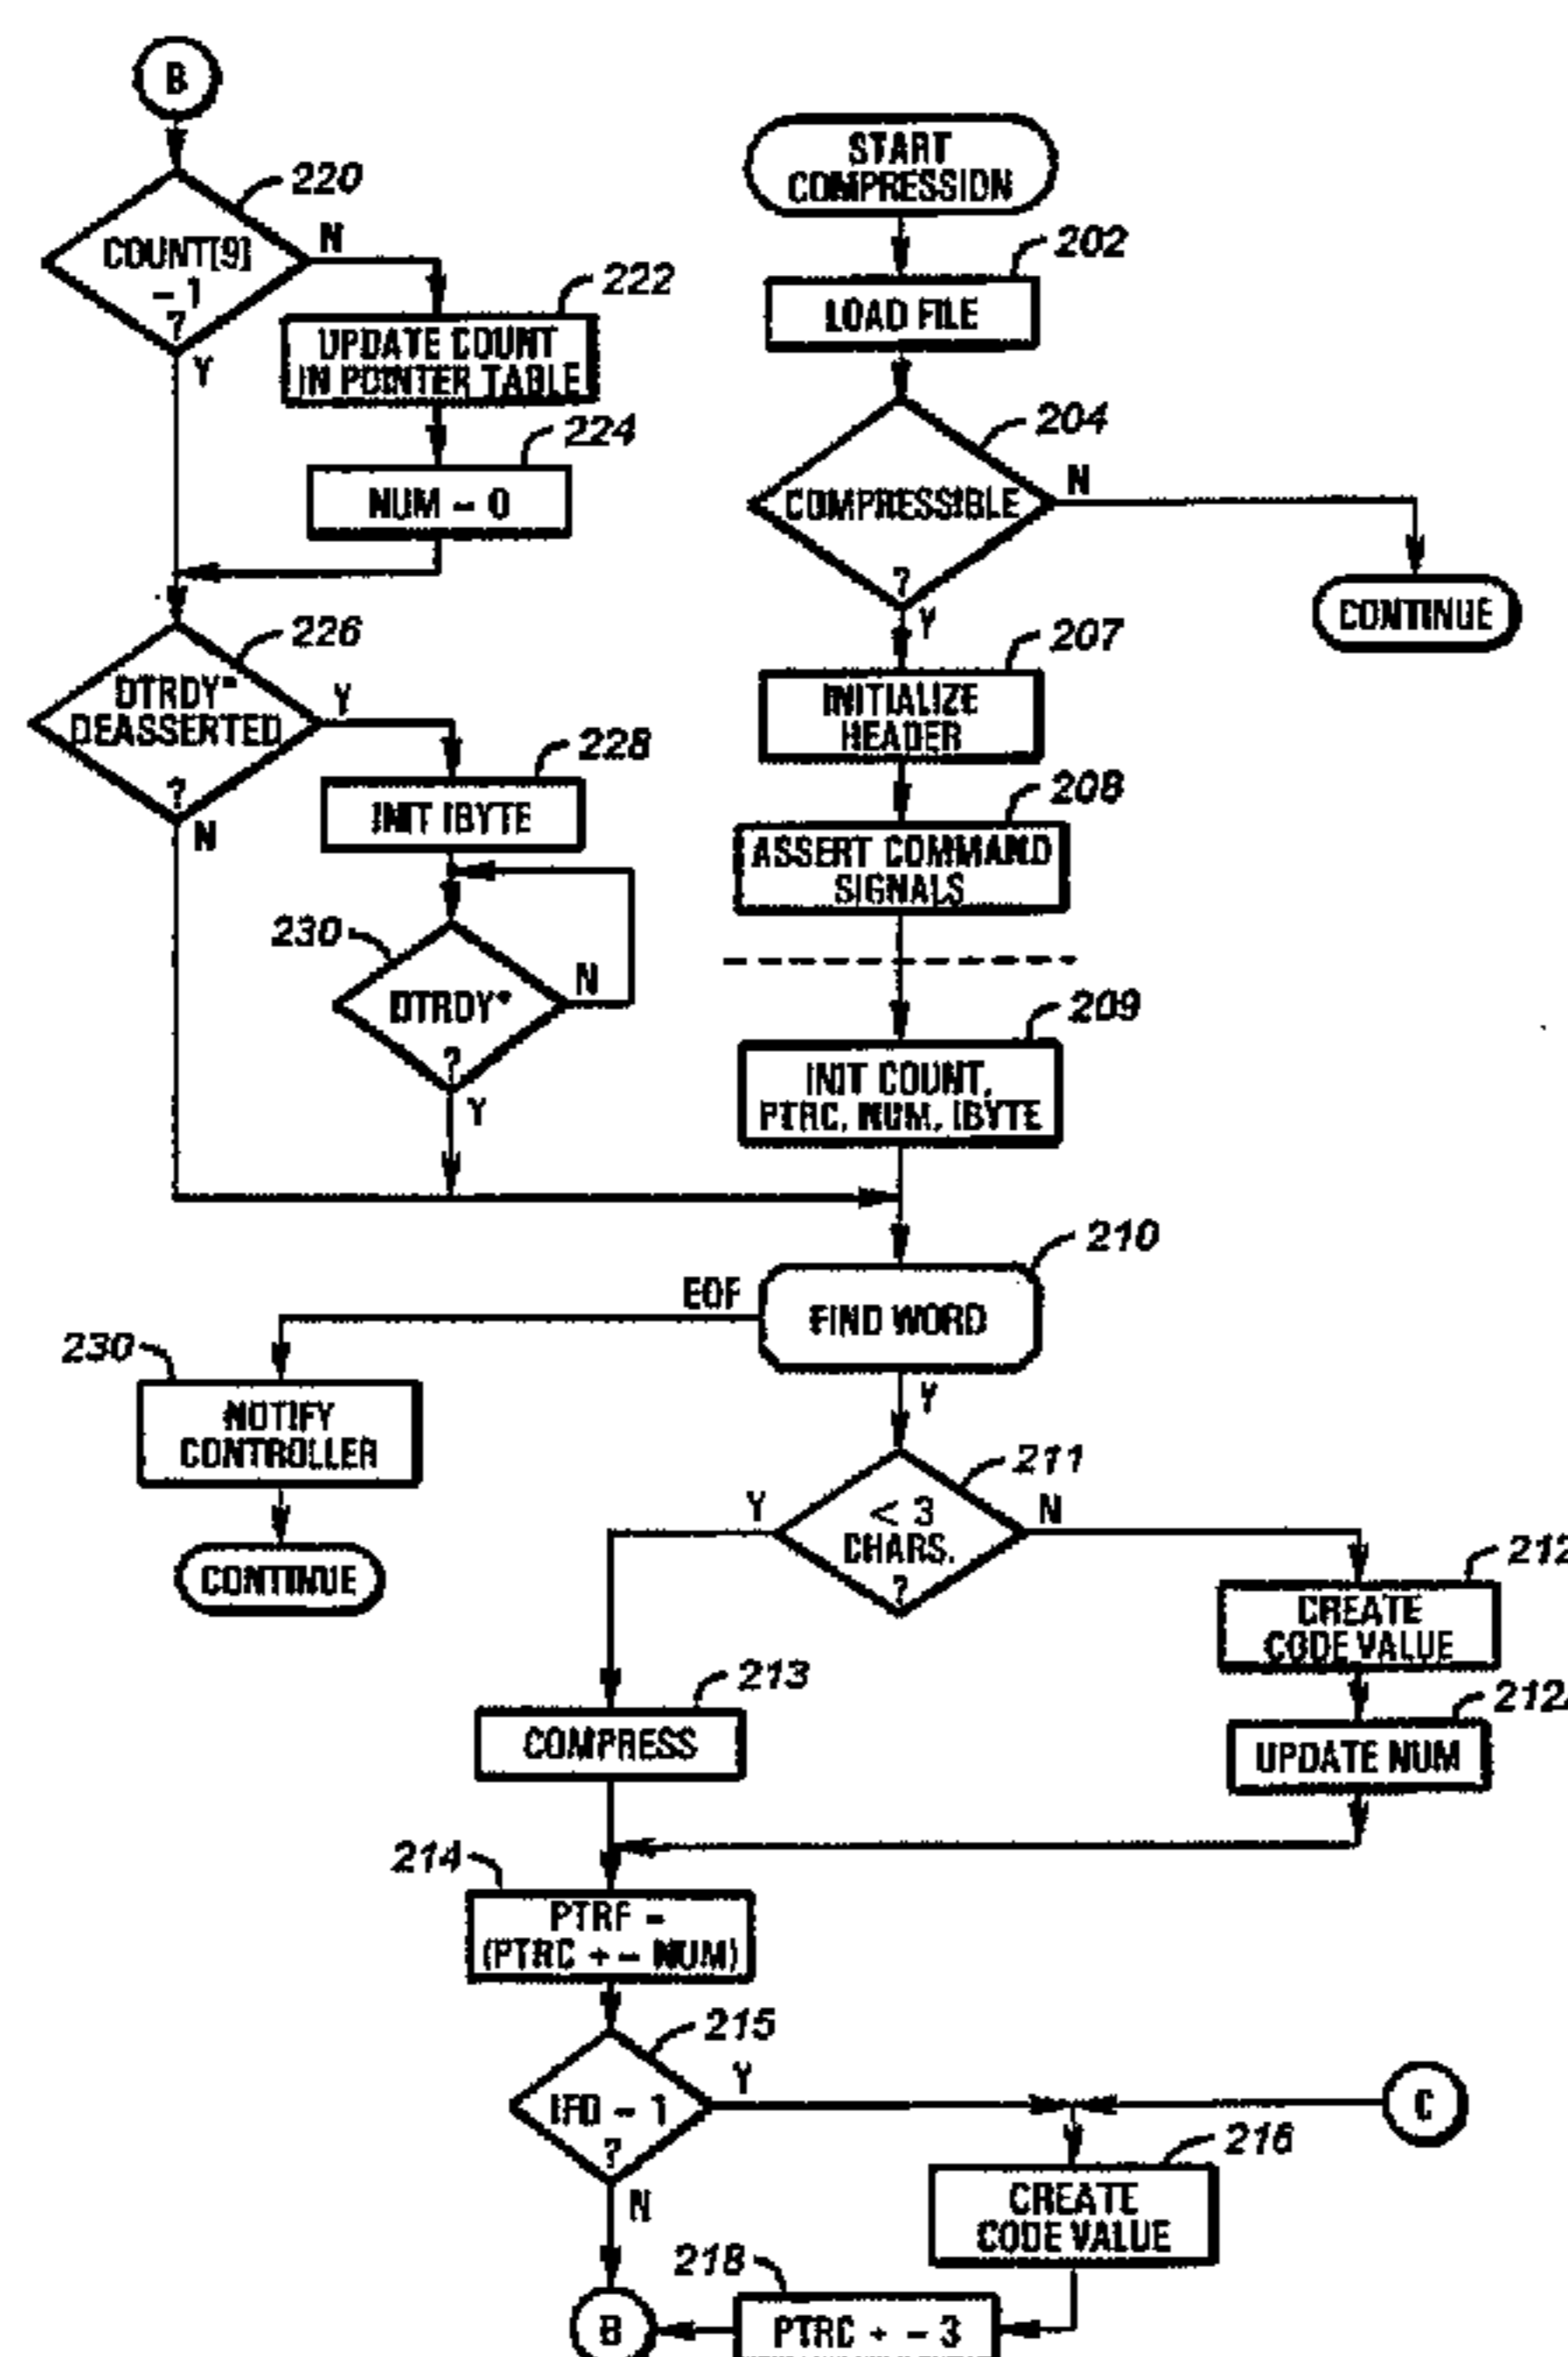 B
220
COUNT[9]
- 1
?
N
Y
222
UPDATE COUNT
IN POINTER TABLE
224
NUM - 0
226
DTRDY*
DEASSERTED
?
Y
N
228
INIT IBYTE
230
DTRDY*
?
N
Y
START
COMPRESSION
202
LOAD FILE
204
COMPRESSIBLE
?
N
Y
CONTINUE
207
INITIALIZE
HEADER
208
ASSERT COMMAND
SIGNALS
209
INIT COUNT,
PTRC, NUM, IBYTE
210
FIND WORD
EOF
Y
230
NOTIFY
CONTROLLER
CONTINUE
211
< 3
CHARS.
?
Y
N
212
CREATE
CODE VALUE
212
UPDATE NUM
213
COMPRESS
214
PTRF -
(PTRC + - NUM)
215
IFD - 1
?
Y
N
C
216
CREATE
CODE VALUE
218
PTRC + - 3
B